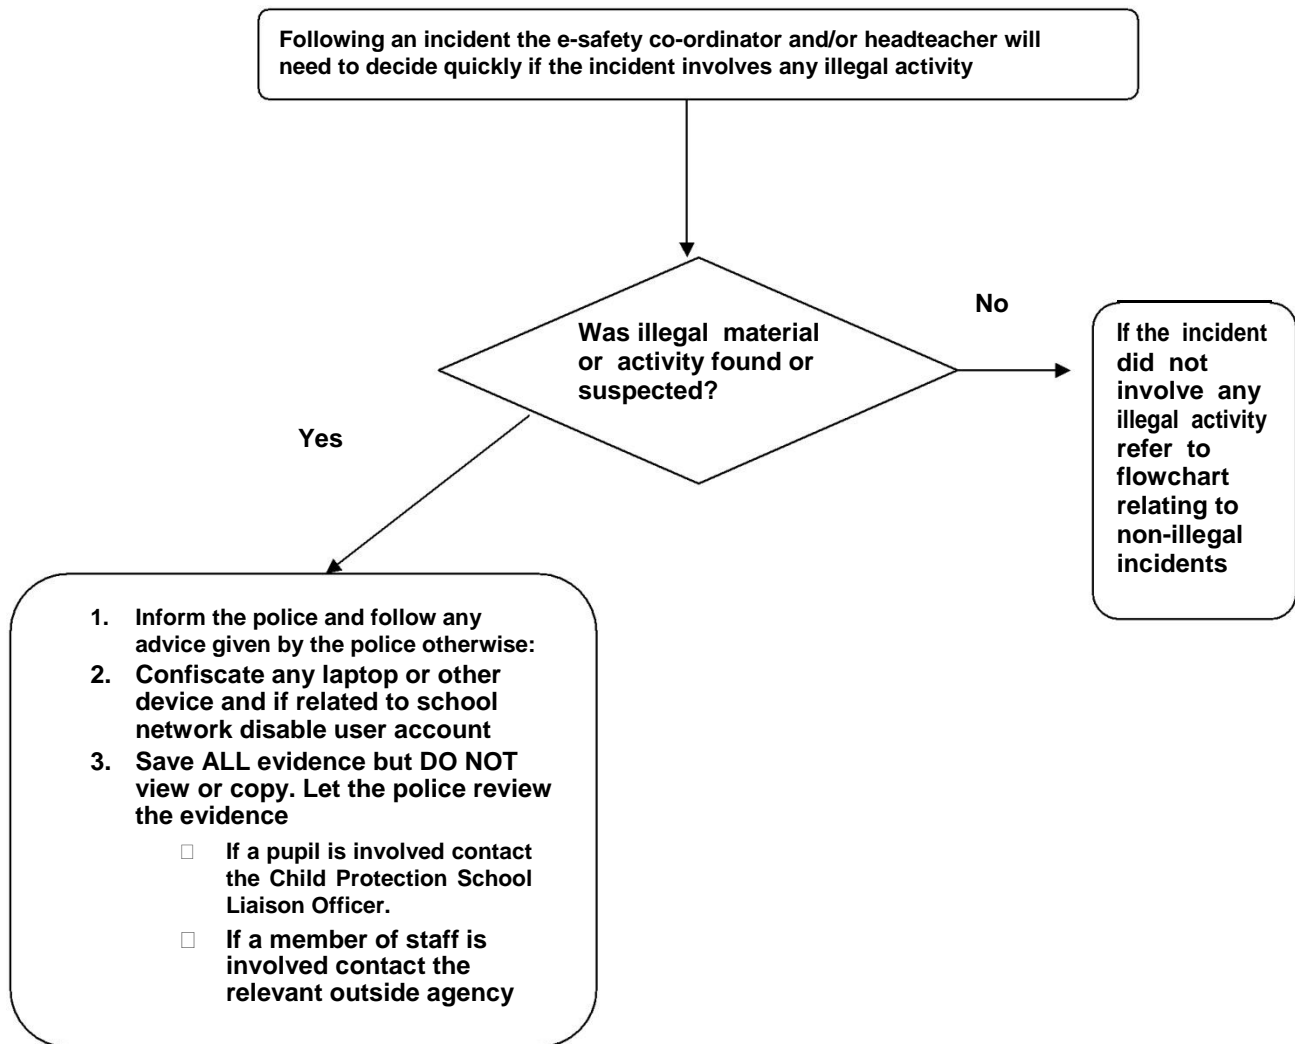 Following an incident the e-safety co-ordinator and/or headteacher will
need to decide quickly if the incident involves any illegal activity
Was illegal material
or activity found or
suspected?
No
If the incident
did not
involve any
illegal activity
refer to
flowchart
relating to
non-illegal
incidents
Yes
1. Inform the police and follow any
advice given by the police otherwise:
2. Confiscate any laptop or other
device and if related to school
network disable user account
3. Save ALL evidence but DO NOT
view or copy. Let the police review
the evidence
□ If a pupil is involved contact
the Child Protection School
Liaison Officer.
□ If a member of staff is
involved contact the
relevant outside agency